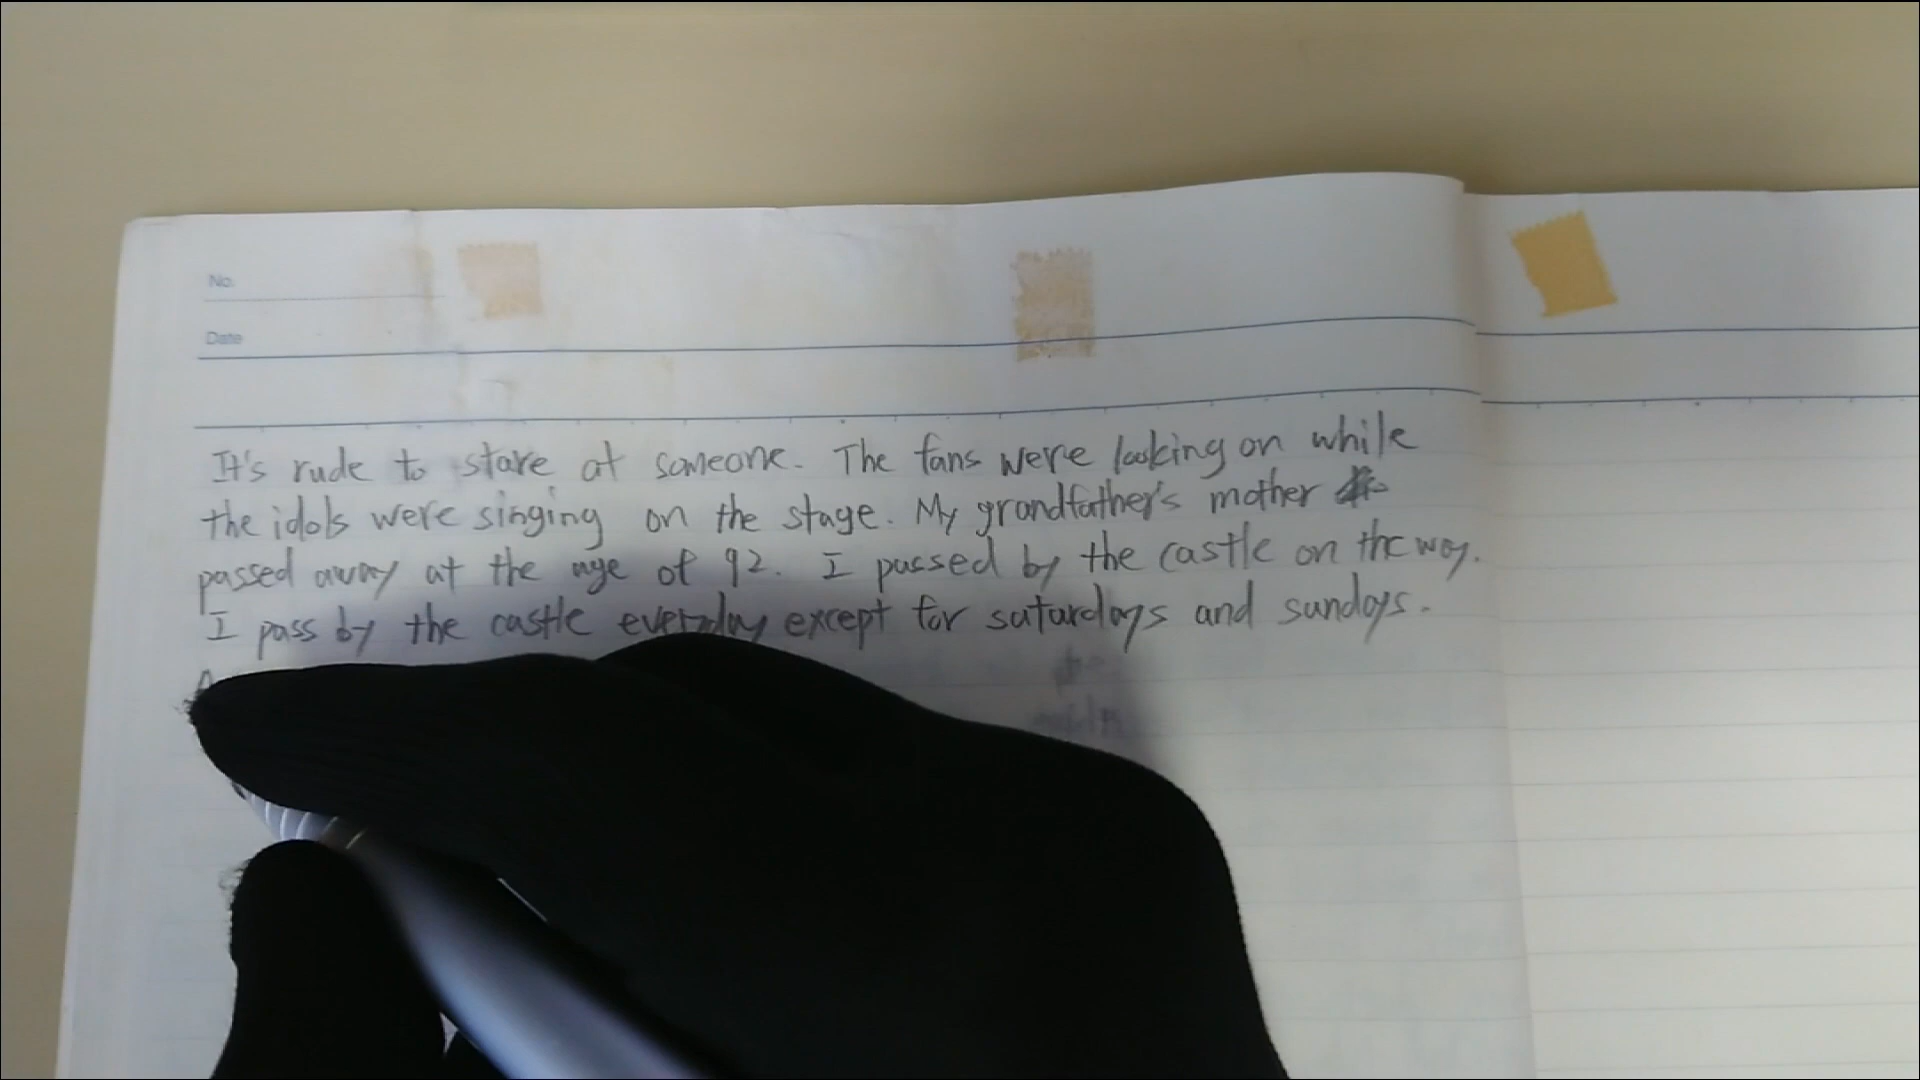 No.
Date
It's rude to stare at someone. The fans were looking on while
the idols were singing on the stage. My grandfather's mother
passed away at the age of 92. I passed by the castle on the way.
I pass by the castle everyday except for saturdays and sundays.